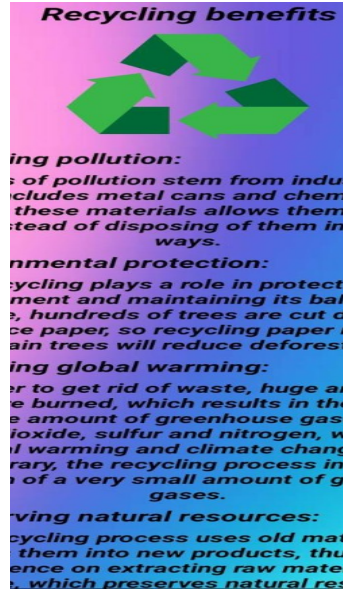 Recycling benefits
ing pollution:
s of pollution stem from indu
ncludes metal cans and chem
these materials allows them
stead of disposing of them in
ways.
nmental protection:
cycling plays a role in protect
ment and maintaining its bal
e, hundreds of trees are cut d
ce paper, so recycling paper
ain trees will reduce deforest
ing global warming:
er to get rid of waste, huge a
e burned, which results in the
e amount of greenhouse gas
ioxide, sulfur and nitrogen, w
al warming and climate chang
rary, the recycling process in
n of a very small amount of g
gases.
rving natural resources:
cycling process uses old mat
them into new products, thu
ence on extracting raw mate
e, which preserves natural res